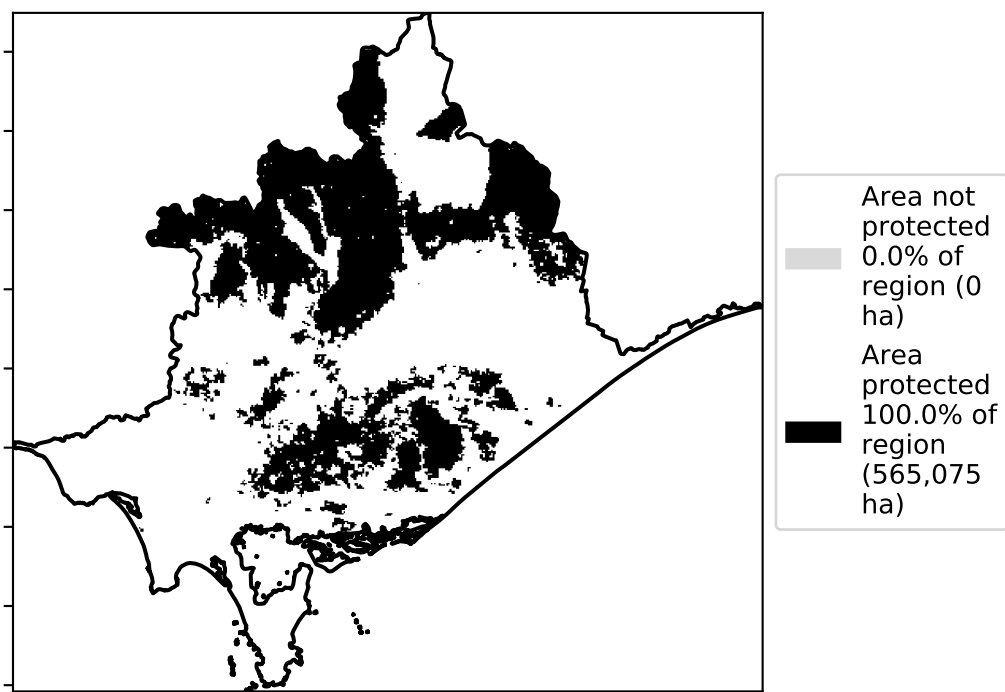 Area not
protected
0.0% of
region (0
ha)
Area
protected
100.0% of
region
(565,075
ha)